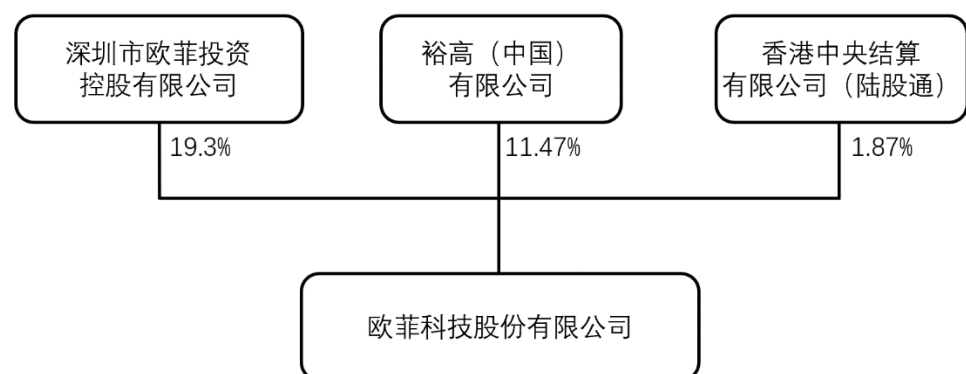 深圳市欧菲投资
控股有限公司
裕高（中国）
有限公司
香港中央结算
有限公司（陆股通）
19.3%
11.47%
1.87%
欧菲科技股份有限公司